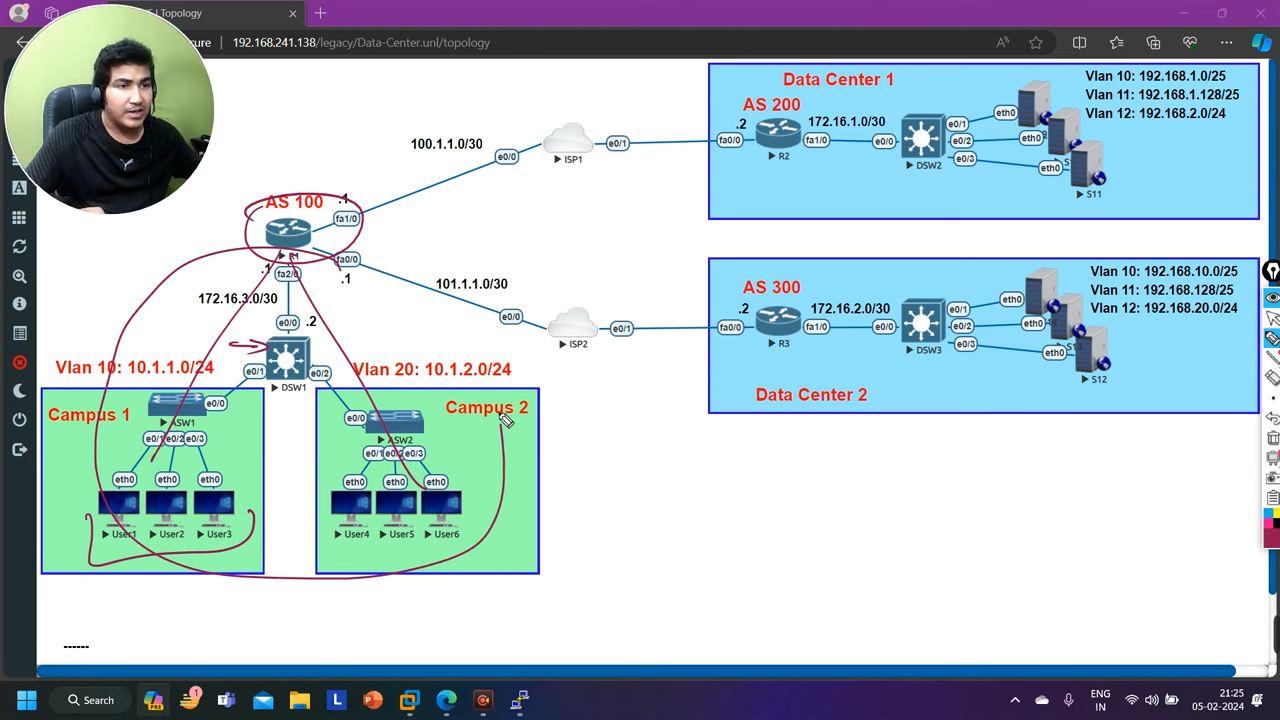 | Topology
192.168.241.138/legacy/Data-Center.unl/topology
Data Center 1
AS 200
Vlan 10: 192.168.1.0/25
Vlan 11: 192.168.1.128/25
Vlan 12: 192.168.2.0/24
.2
172.16.1.0/30
fa0/0
fa1/0
R2
e0/0
DSW2
e0/1
e0/2
e0/3
eth0
eth0
eth0
S11
100.1.1.0/30
e0/0
ISP1
e0/1
AS 100
.1
fa1/0
fa0/0
.1
.1
fa2/0
101.1.1.0/30
e0/0
ISP2
e0/1
172.16.3.0/30
e0/0
.2
DSW1
e0/1
e0/2
Data Center 2
AS 300
Vlan 10: 192.168.10.0/25
Vlan 11: 192.168.128/25
Vlan 12: 192.168.20.0/24
.2
172.16.2.0/30
fa0/0
fa1/0
R3
e0/0
DSW3
e0/1
e0/2
e0/3
eth0
eth0
eth0
S12
Vlan 10: 10.1.1.0/24
Campus 1
ASW1
e0/0
e0/1
e0/2
e0/3
eth0
eth0
eth0
User1
User2
User3
Vlan 20: 10.1.2.0/24
Campus 2
ASW2
e0/0
e0/1
e0/3
eth0
eth0
eth0
User4
User5
User6
------
Search
ENG
IN
21:25
05-02-2024